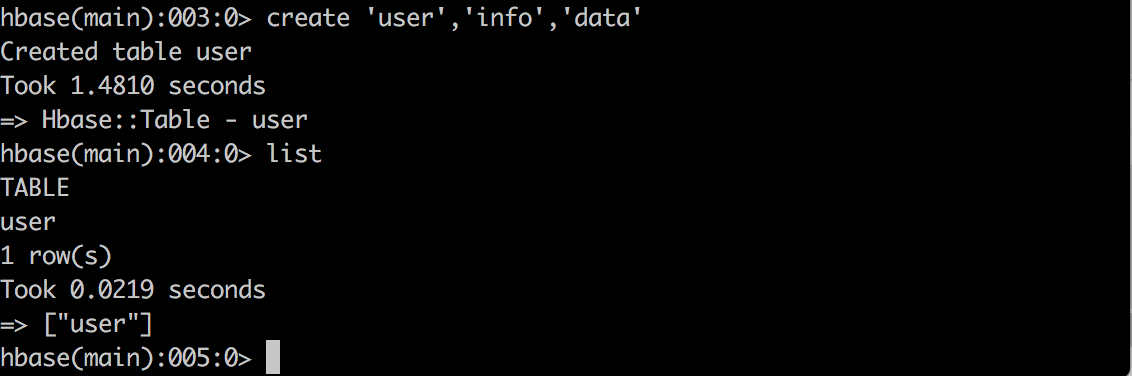 hbase(main):003:0> create 'user','info','data'
Created table user
Took 1.4810 seconds
=> Hbase::Table - user
hbase(main):004:0> list
TABLE
user
1 row(s)
Took 0.0219 seconds
=> ["user"]
hbase(main):005:0>